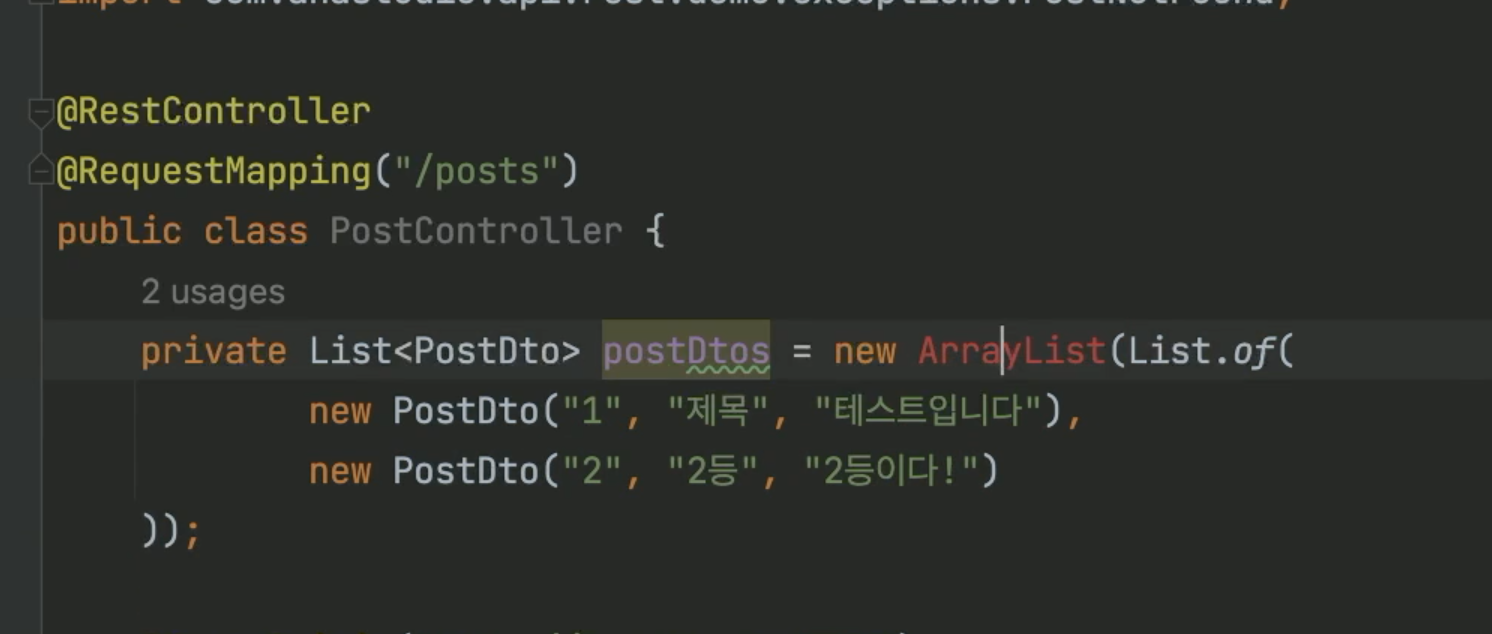 @RestController
@RequestMapping("/posts")
public class PostController {
2 usages
private List<PostDto> postDtos = new ArrayList(List.of(
new PostDto("1", "제목", "테스트입니다"),
new PostDto("2", "2등", "2등이다!")
));